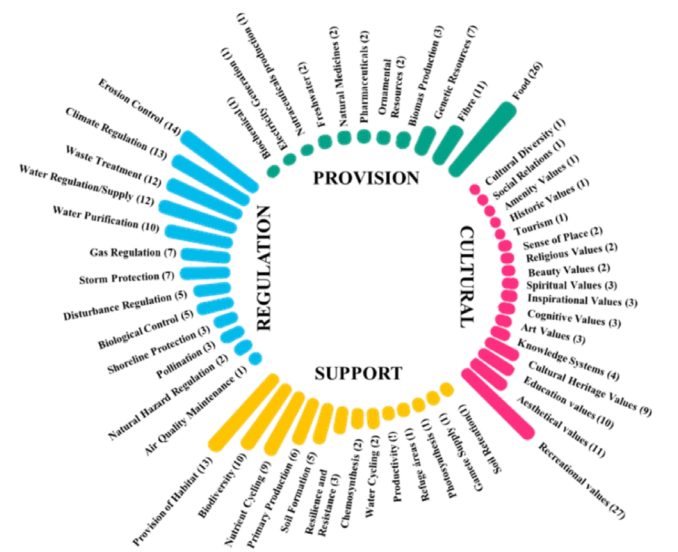 PROVISION
Biochemical (1)
Electricity Generation (1)
Nutraceuticals production (1)
Freshwater (2)
Natural Medicines (2)
Pharmaceuticals (2)
Ornamental
Resources (2)
Biomas Production (3)
Genetic Resources (7)
Fibre (11)
Food (26)
CULTURAL
Cultural Diversity (1)
Social Relations (1)
Amenity Values (1)
Historic Values (1)
Tourism (1)
Sense of Place (2)
Religious Values (2)
Beauty Values (2)
Spiritual Values (3)
Inspirational Values (3)
Cognitive Values (3)
Art Values (3)
Knowledge Systems (4)
Cultural Heritage Values (9)
Education values (10)
Aesthetical values (11)
Recreational values (27)
SUPPORT
Soil Retention(1)
Gamete Supply (1)
Photosynthesis (1)
Refuge áreas (1)
Productivity
Water Cycling (2)
Chemosynthesis (2)
Resilience and
Resistance (3)
Soil Formation (5)
Primary Production (6)
Nutrient Cycling (9)
Biodiversity (10)
Provision of Habitat (13)
REGULATION
Air Quality Maintenance (1)
Natural Hazard Regulation (2)
Pollination (3)
Shoreline Protection (3)
Biological Control (5)
Disturbance Regulation (5)
Storm Protection (7)
Gas Regulation (7)
Water Purification (10)
Water Regulation/Supply (12)
Waste Treatment (12)
Climate Regulation (13)
Erosion Control (14)